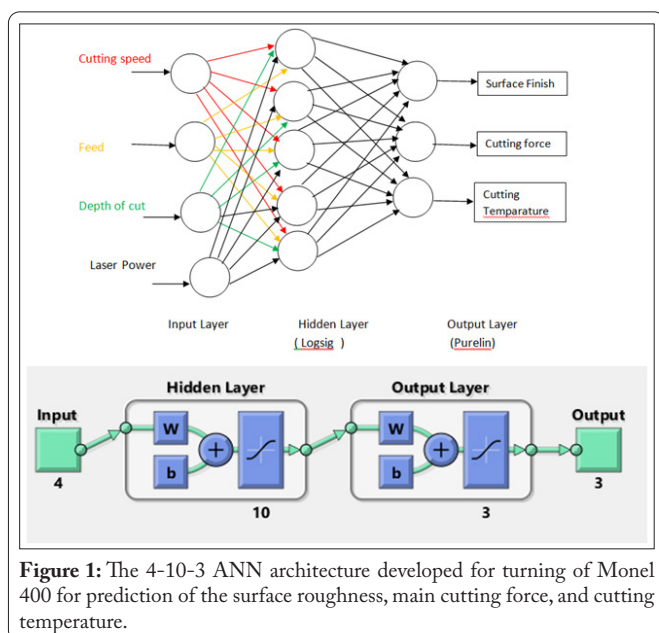 Cutting speed
Feed
Depth of cut
Laser Power
Surface Finish
Cutting force
Cutting
Temparature
Input Layer
Hidden Layer
( Logsig )
Output Layer
(Purelin)
Input
4
Hidden Layer
W
b
+
10
Output Layer
W
b
+
3
Output
3
Figure 1: The 4-10-3 ANN architecture developed for turning of Monel
400 for prediction of the surface roughness, main cutting force, and cutting
temperature.